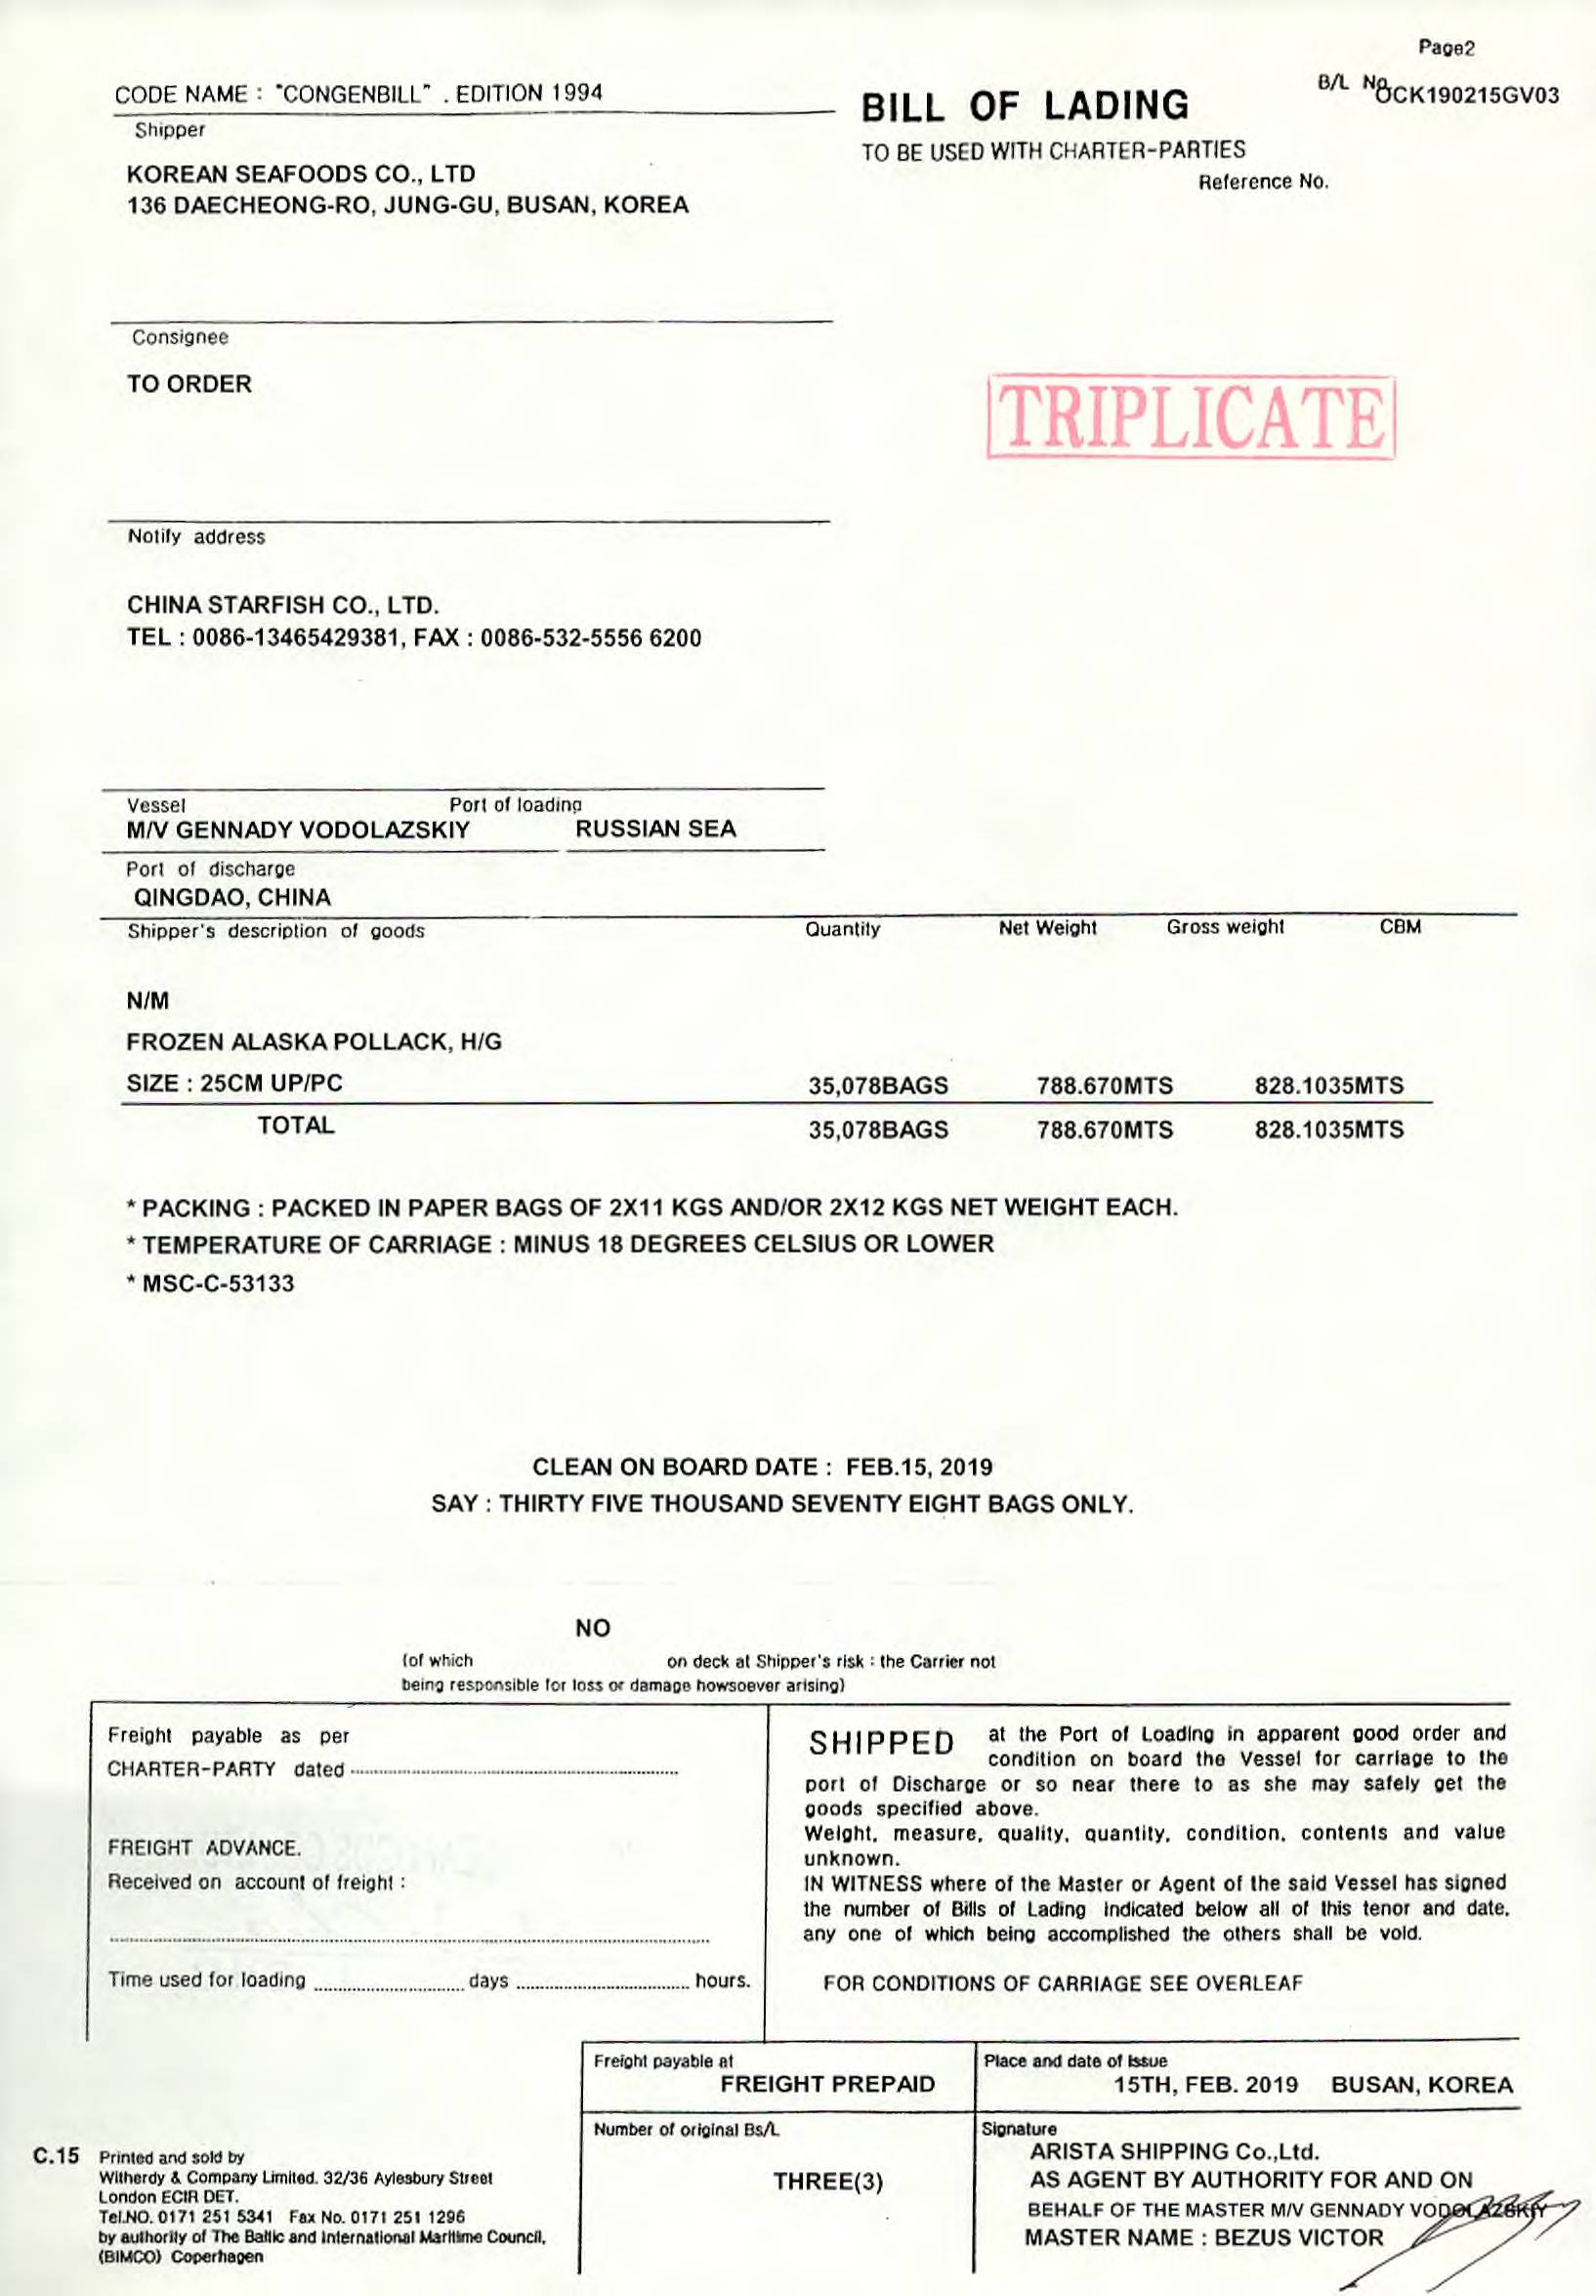 Page2
CODE NAME : "CONGENBILL" . EDITION 1994
BILL OF LADING
B/L No
OCK190215GV03
TO BE USED WITH CHARTER-PARTIES
Reference No.
Shipper
KOREAN SEAFOODS CO., LTD
136 DAECHEONG-RO, JUNG-GU, BUSAN, KOREA
Consignee
TO ORDER
TRIPLICATE
Notify address
CHINA STARFISH CO., LTD.
TEL : 0086-13465429381, FAX : 0086-532-5556 6200
Vessel Port of loading
M/V GENNADY VODOLAZSKIY RUSSIAN SEA
Port of discharge
QINGDAO, CHINA
Shipper's description of goods Quantity Net Weight Gross weight CBM
N/M
FROZEN ALASKA POLLACK, H/G
SIZE : 25CM UP/PC 35,078BAGS 788.670MTS 828.1035MTS
TOTAL 35,078BAGS 788.670MTS 828.1035MTS
* PACKING : PACKED IN PAPER BAGS OF 2X11 KGS AND/OR 2X12 KGS NET WEIGHT EACH.
* TEMPERATURE OF CARRIAGE : MINUS 18 DEGREES CELSIUS OR LOWER
* MSC-C-53133
CLEAN ON BOARD DATE : FEB.15, 2019
SAY : THIRTY FIVE THOUSAND SEVENTY EIGHT BAGS ONLY.
NO
(of which on deck at Shipper's risk : the Carrier not
being responsible for loss or damage howsoever arising)
Freight payable as per
CHARTER-PARTY dated
FREIGHT ADVANCE.
Received on account of freight :
Time used for loading days hours.
SHIPPED at the Port of Loading in apparent good order and
condition on board the Vessel for carriage to the
port of Discharge or so near there to as she may safely get the
goods specified above.
Weight, measure, quality, quantity, condition, contents and value
unknown.
IN WITNESS where of the Master or Agent of the said Vessel has signed
the number of Bills of Lading indicated below all of this tenor and date,
any one of which being accomplished the others shall be void.
FOR CONDITIONS OF CARRIAGE SEE OVERLEAF
Freight payable at
FREIGHT PREPAID
Place and date of issue
15TH, FEB. 2019 BUSAN, KOREA
Number of original Bs/L
THREE(3)
Signature
ARISTA SHIPPING Co.,Ltd.
AS AGENT BY AUTHORITY FOR AND ON
BEHALF OF THE MASTER M/V GENNADY VODOLAZSKIY
MASTER NAME : BEZUS VICTOR
C.15 Printed and sold by
Witherdy & Company Limited. 32/36 Aylesbury Street
London ECIR DET.
Tel.NO. 0171 251 5341 Fax No. 0171 251 1296
by authority of The Baltic and International Maritime Council,
(BIMCO) Coperhagen